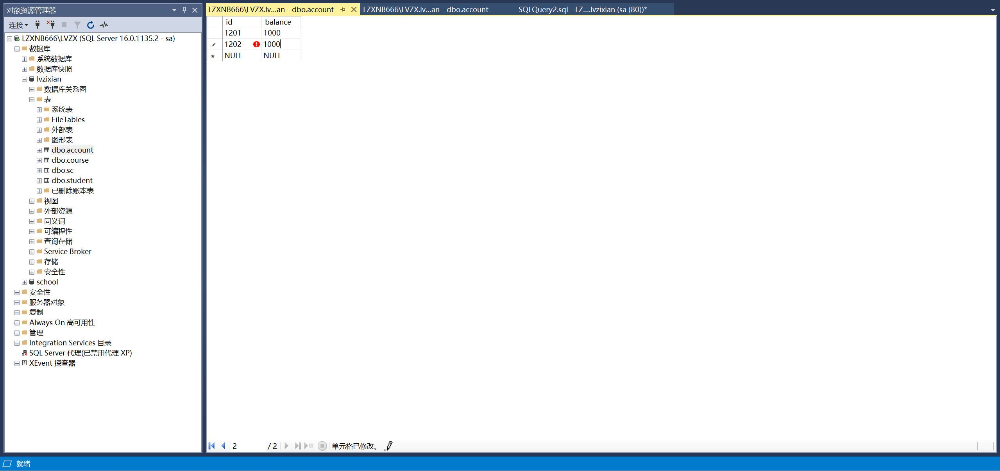 对象资源管理器
连接
LZXNB666\LVZX (SQL Server 16.0.1135.2 - sa)
数据库
系统数据库
数据库快照
lvzixian
数据库关系图
表
系统表
FileTables
外部表
图形表
dbo.account
dbo.course
dbo.sc
dbo.student
已删除账本表
视图
外部资源
同义词
可编程性
查询存储
Service Broker
存储
安全性
school
安全性
服务器对象
复制
Always On 高可用性
管理
Integration Services 目录
SQL Server 代理(已禁用代理 XP)
XEvent 探查器
LZXNB666\LVZX.lv...an - dbo.account
LZXNB666\LVZX.lv...an - dbo.account
SQLQuery2.sql - LZ....lvzixian (sa (80))*
id balance
1201 1000
1202 1000
NULL NULL
2 / 2 单元格已修改。
就绪